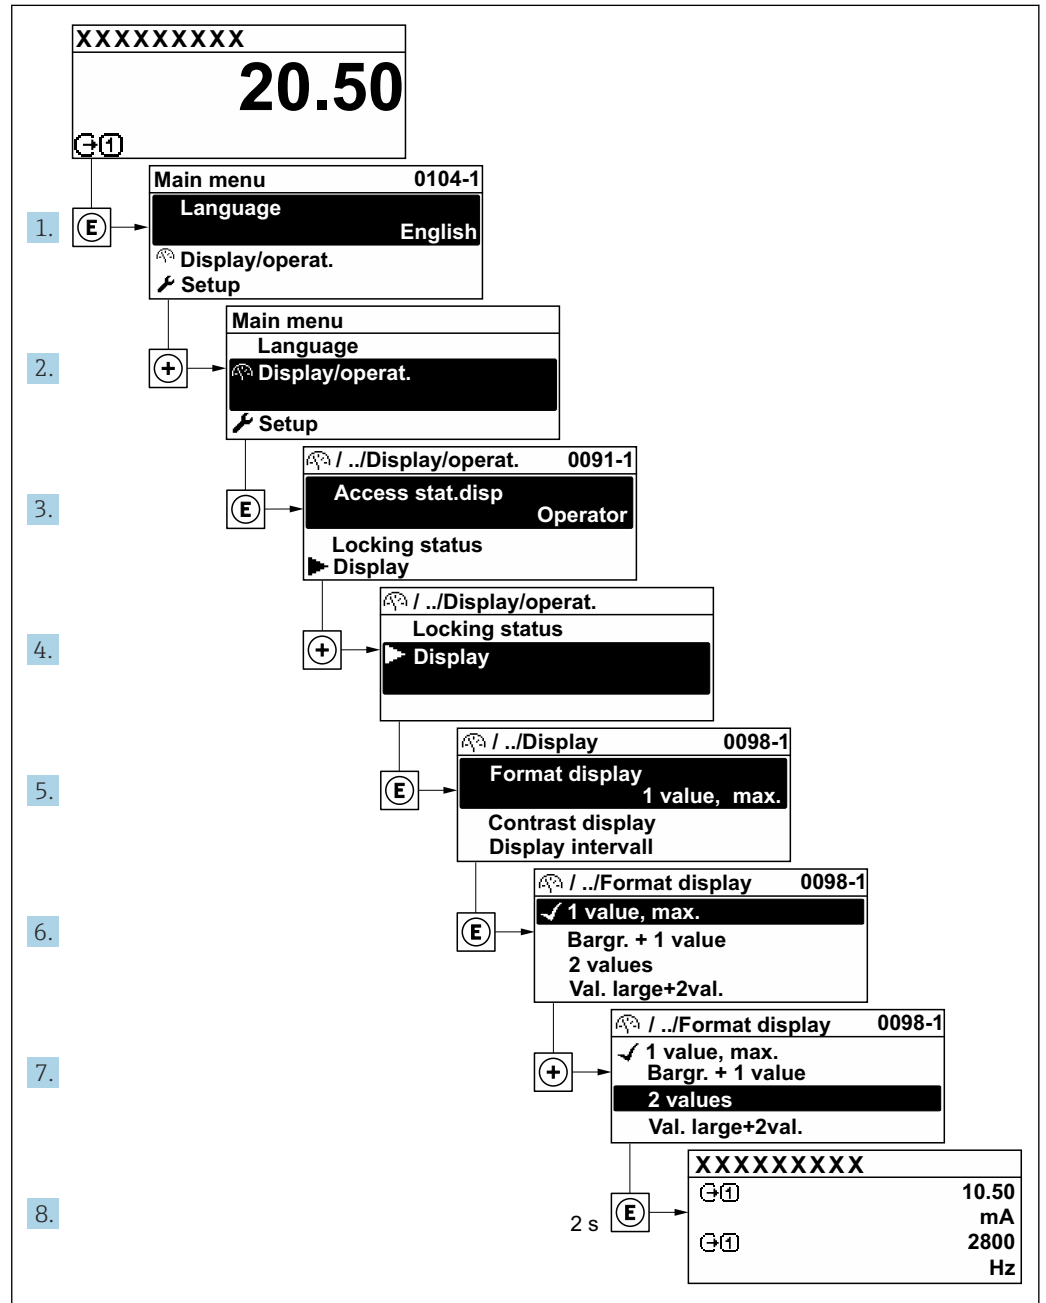 XXXXXXXXX
20.50
1
Main menu 0104-1
Language
1. E English
Display/operat.
Setup
Main menu
Language
2. + Display/operat.
Setup
/ ../Display/operat. 0091-1
Access stat.disp
3. E Operator
Locking status
Display
/ ../Display/operat.
Locking status
4. + Display
/ ../Display 0098-1
Format display
5. E 1 value, max.
Contrast display
Display intervall
/ ../Format display 0098-1
1 value, max.
6. E Bargr. + 1 value
2 values
Val. large+2val.
/ ../Format display 0098-1
1 value, max.
7. + Bargr. + 1 value
2 values
Val. large+2val.
XXXXXXXXX
1 10.50
8. 2 s E mA
1 2800
Hz